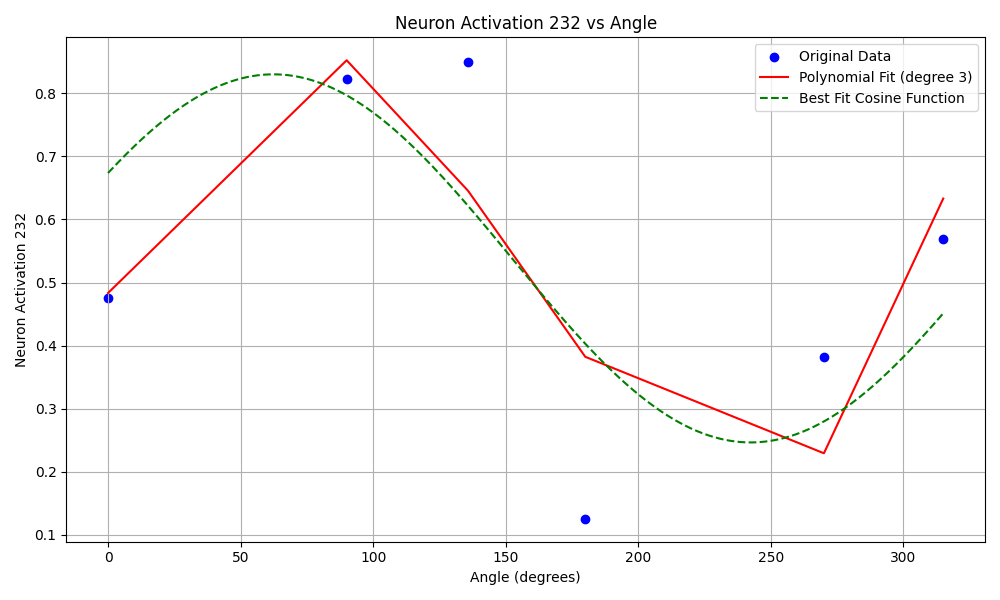 Neuron Activation 232 vs Angle
Original Data
Polynomial Fit (degree 3)
Best Fit Cosine Function
Neuron Activation 232
0.8
0.7
0.6
0.5
0.4
0.3
0.2
0.1
0 50 100 150 200 250 300
Angle (degrees)